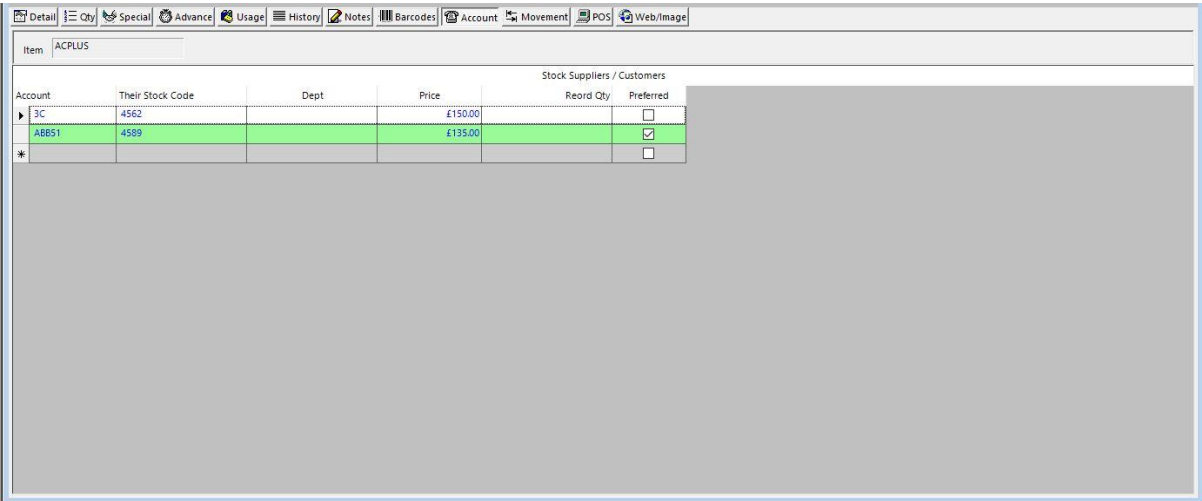 Detail Qty Special Advance Usage History Notes Barcodes Account Movement POS Web/Image
Item ACPLUS
Stock Suppliers / Customers
Account Their Stock Code Dept Price Reord Qty Preferred
3C 4562 £150.00
ABB51 4589 £135.00